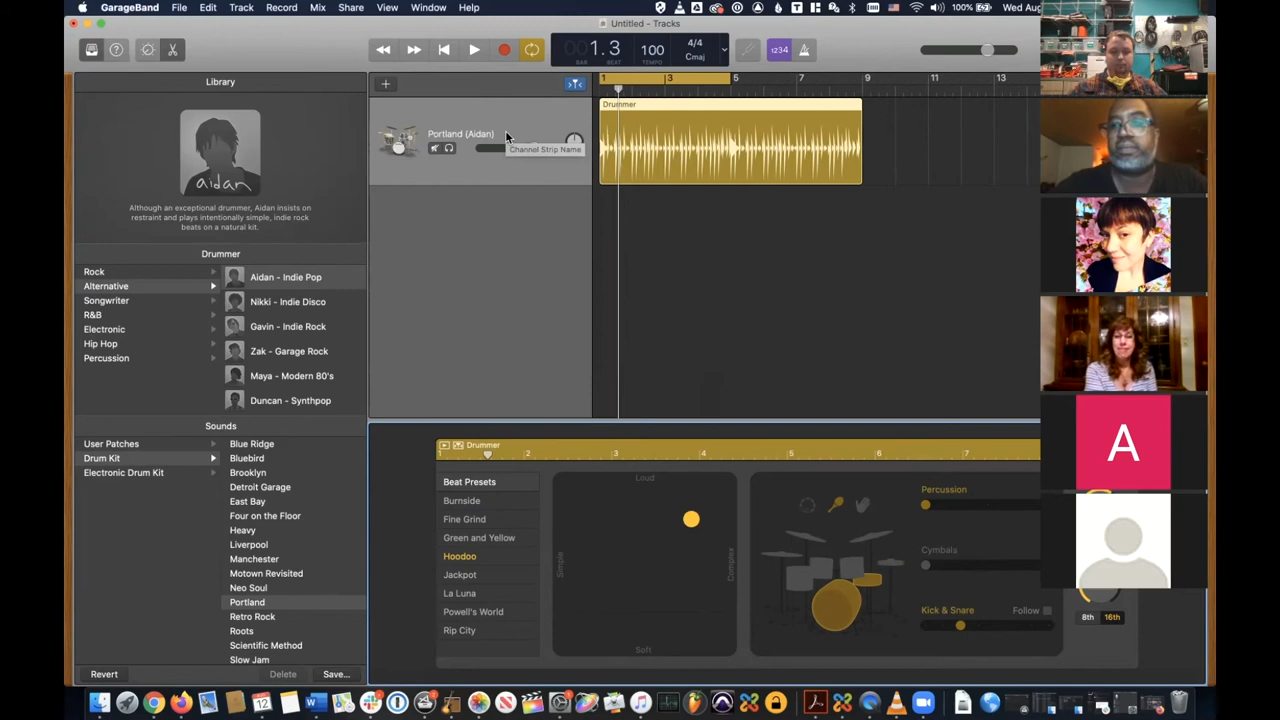 GarageBand File Edit Track Record Mix Share View Window Help
100% Wed Aug
Untitled - Tracks
1.3
BAR BEAT
100
TEMPO
4/4
Cmaj
1234
Library
aidan
Although an exceptional drummer, Aidan insists on
restraint and plays intentionally simple, indie rock
beats on a natural kit.
Drummer
Rock
Alternative
Songwriter
R&B
Electronic
Hip Hop
Percussion
Aidan - Indie Pop
Nikki - Indie Disco
Gavin - Indie Rock
Zak - Garage Rock
Maya - Modern 80's
Duncan - Synthpop
Sounds
User Patches
Drum Kit
Electronic Drum Kit
Blue Ridge
Bluebird
Brooklyn
Detroit Garage
East Bay
Four on the Floor
Heavy
Liverpool
Manchester
Motown Revisited
Neo Soul
Portland
Retro Rock
Roots
Scientific Method
Slow Jam
Revert Delete Save...
1 3 5 7 9 11 13
Portland (Aidan)
Channel Strip Name
Drummer
Drummer
1 2 3 4 5 6 7
Beat Presets
Burnside
Fine Grind
Green and Yellow
Hoodoo
Jackpot
La Luna
Powell's World
Rip City
Loud
Simple
Complex
Soft
Percussion
Cymbals
Kick & Snare Follow
8th 16th
A
12